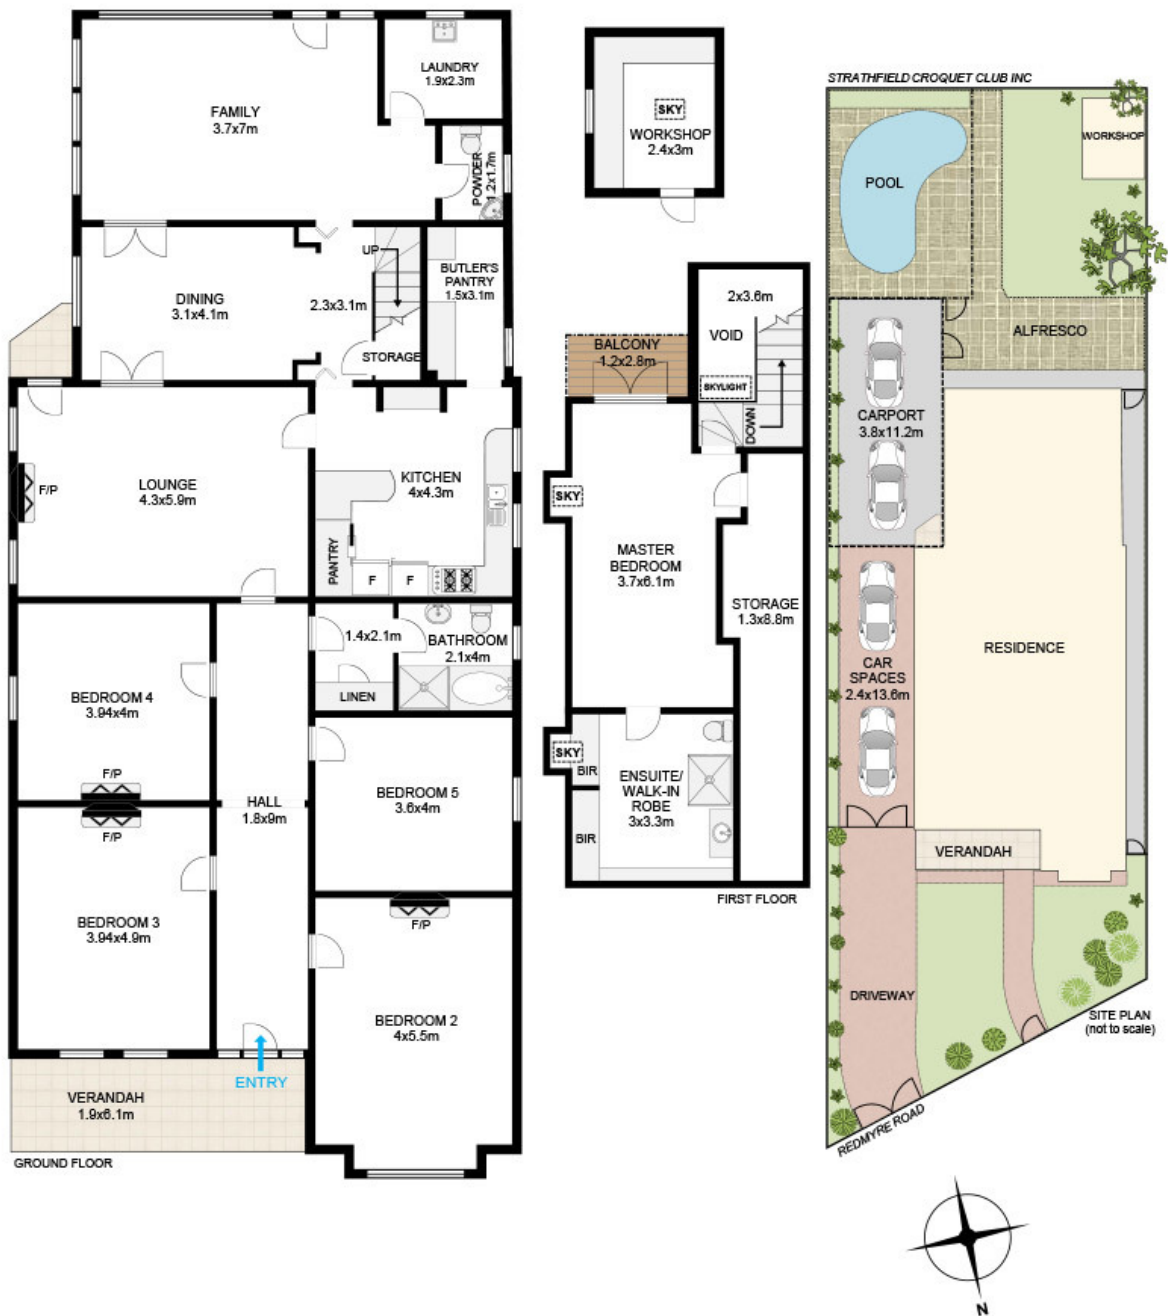 FAMILY
3.7x7m
LAUNDRY
1.9x2.3m
POWDER
1.2x1.7m
DINING
3.1x4.1m
2.3x3.1m
UP
STORAGE
BUTLER'S
PANTRY
1.5x3.1m
LOUNGE
4.3x5.9m
F/P
KITCHEN
4x4.3m
PANTRY
F
F
1.4x2.1m
LINEN
BATHROOM
2.1x4m
BEDROOM 4
3.94x4m
F/P
F/P
HALL
1.8x9m
BEDROOM 5
3.6x4m
BEDROOM 3
3.94x4.9m
F/P
BEDROOM 2
4x5.5m
ENTRY
VERANDAH
1.9x6.1m
GROUND FLOOR
SKY
WORKSHOP
2.4x3m
2x3.6m
VOID
SKYLIGHT
DOWN
BALCONY
1.2x2.8m
SKY
MASTER
BEDROOM
3.7x6.1m
STORAGE
1.3x8.8m
SKY
BIR
BIR
ENSUITE/
WALK-IN
ROBE
3x3.3m
FIRST FLOOR
STRATHFIELD CROQUET CLUB INC
WORKSHOP
POOL
ALFRESCO
CARPORT
3.8x11.2m
RESIDENCE
CAR
SPACES
2.4x13.6m
VERANDAH
DRIVEWAY
SITE PLAN
(not to scale)
REDMYRE ROAD
N